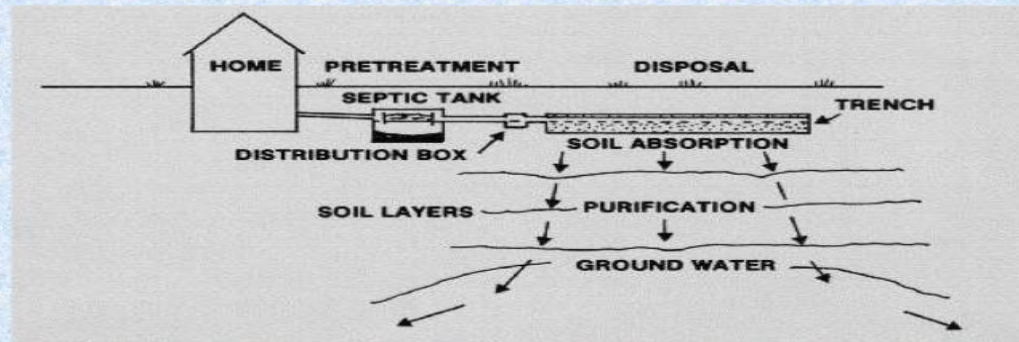 HOME
PRETREATMENT
DISPOSAL
SEPTIC TANK
TRENCH
DISTRIBUTION BOX
SOIL ABSORPTION
SOIL LAYERS
PURIFICATION
GROUND WATER